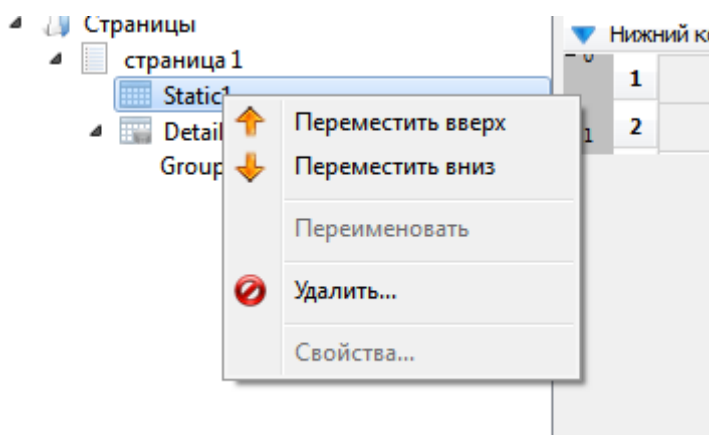 Страницы
Нижний
страница 1
0
1
Static1
Detail
2
1
Group
Переместить вверх
Переместить вниз
Переименовать
Удалить...
Свойства...